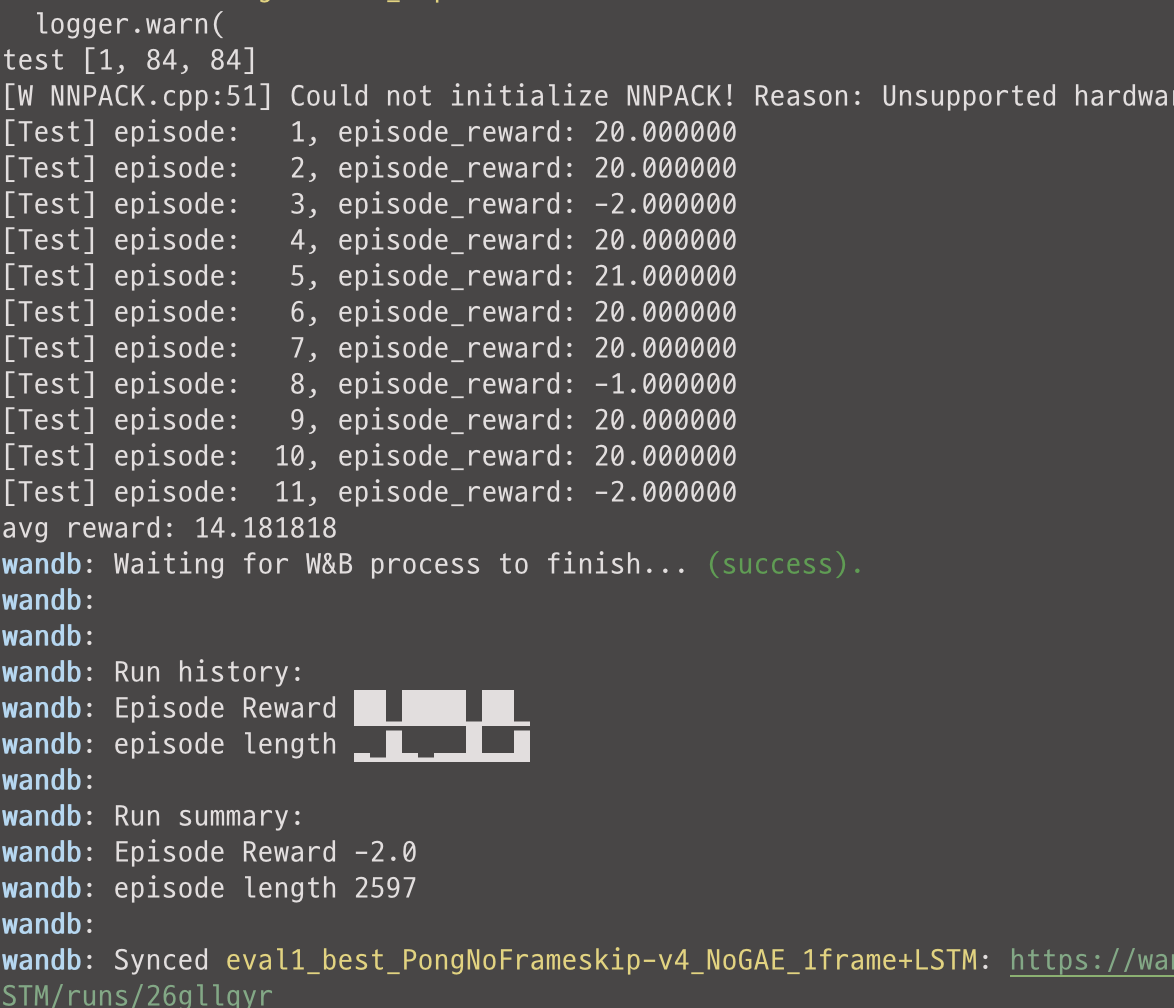 logger.warn(
test [1, 84, 84]
[W NNPACK.cpp:51] Could not initialize NNPACK! Reason: Unsupported
[Test] episode:   1, episode_reward: 20.000000
[Test] episode:   2, episode_reward: 20.000000
[Test] episode:   3, episode_reward: -2.000000
[Test] episode:   4, episode_reward: 20.000000
[Test] episode:   5, episode_reward: 21.000000
[Test] episode:   6, episode_reward: 20.000000
[Test] episode:   7, episode_reward: 20.000000
[Test] episode:   8, episode_reward: -1.000000
[Test] episode:   9, episode_reward: 20.000000
[Test] episode:  10, episode_reward: 20.000000
[Test] episode:  11, episode_reward: -2.000000
avg reward: 14.181818
wandb: Waiting for W&B process to finish... (success).
wandb:
wandb:
wandb: Run history:
wandb: Episode Reward
wandb: episode length
wandb:
wandb: Run summary:
wandb: Episode Reward -2.0
wandb: episode length 2597
wandb:
wandb: Synced eval1_best_PongNoFrameskip-v4_NoGAE_1frame+LSTM: https://wa
STM/runs/26gllqyr